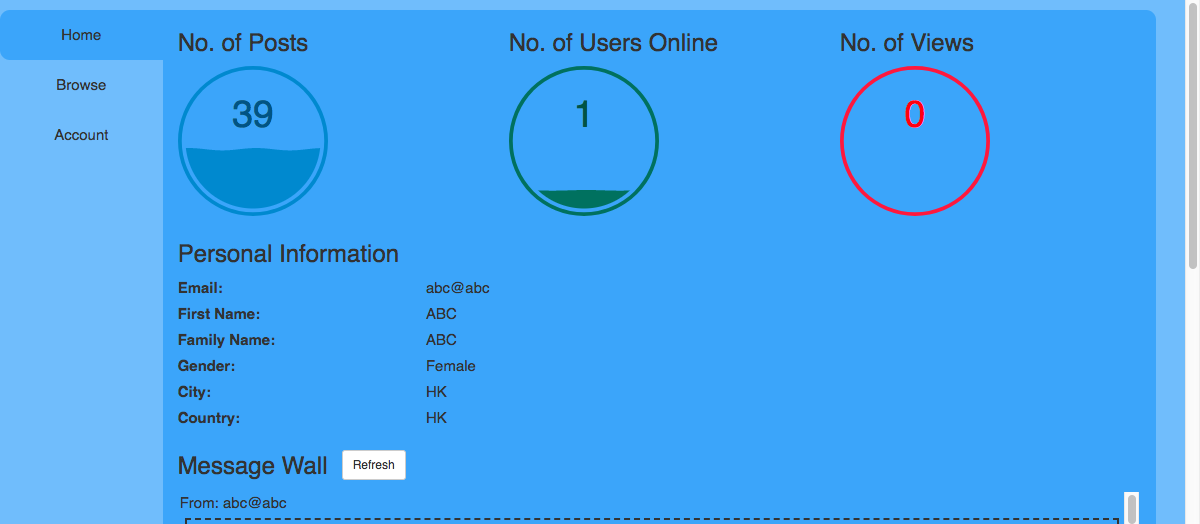 Home
Browse
Account
No. of Posts
39
No. of Users Online
1
No. of Views
0
Personal Information
Email: abc@abc
First Name: ABC
Family Name: ABC
Gender: Female
City: HK
Country: HK
Message Wall Refresh
From: abc@abc